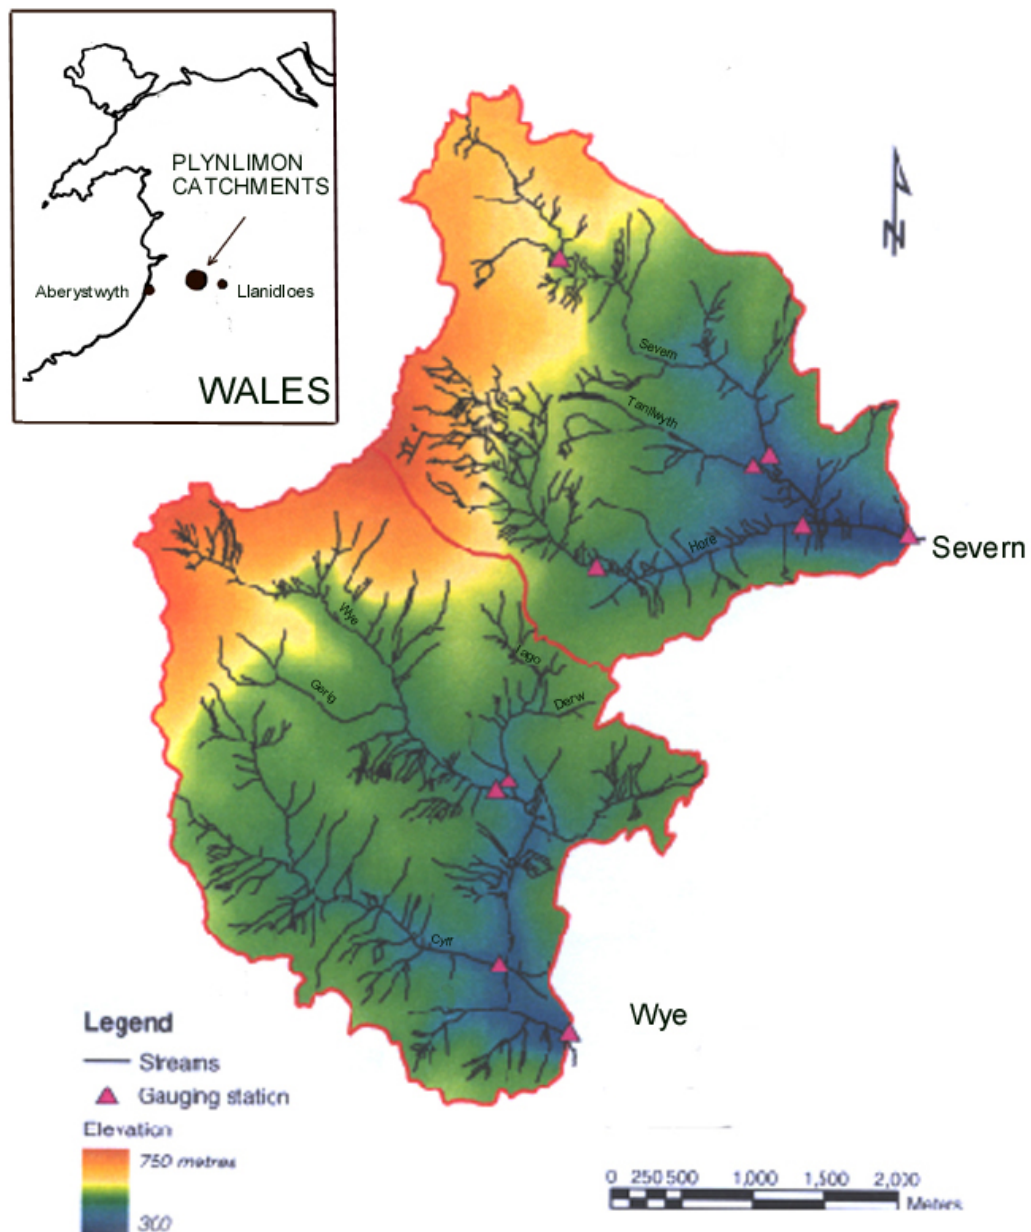 PLYNLIMON
CATCHMENTS
Aberystwyth
Llanidloes
WALES
N
Severn
Tanllwyth
Hore
Severn
Wye
Iago
Gerig
Derw
Cyff
Wye
Legend
Streams
Gauging station
Elevation
750 metres
300
0 250 500 1,000 1,500 2,000
Meters